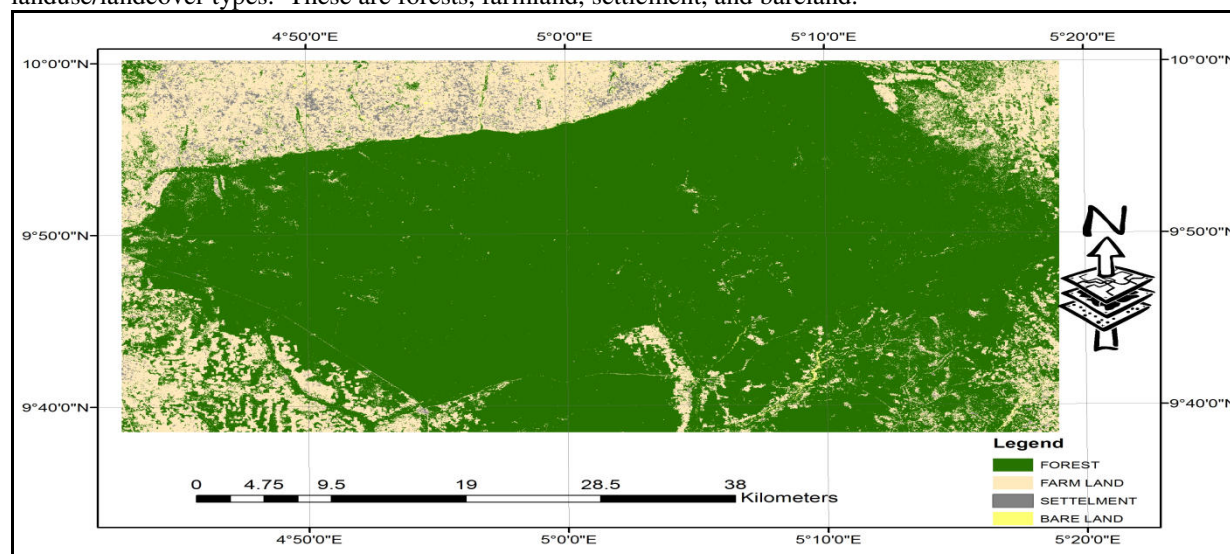 landuse/landcover types. These are forests, farmland, settlement, and bareland.
4°50'0"E 5°0'0"E 5°10'0"E 5°20'0"E
10°0'0"N 10°0'0"N
9°50'0"N 9°50'0"N
N
9°40'0"N 9°40'0"N
Legend
FOREST
FARM LAND
SETTELMENT
BARE LAND
0 4.75 9.5 19 28.5 38
Kilometers
4°50'0"E 5°0'0"E 5°10'0"E 5°20'0"E